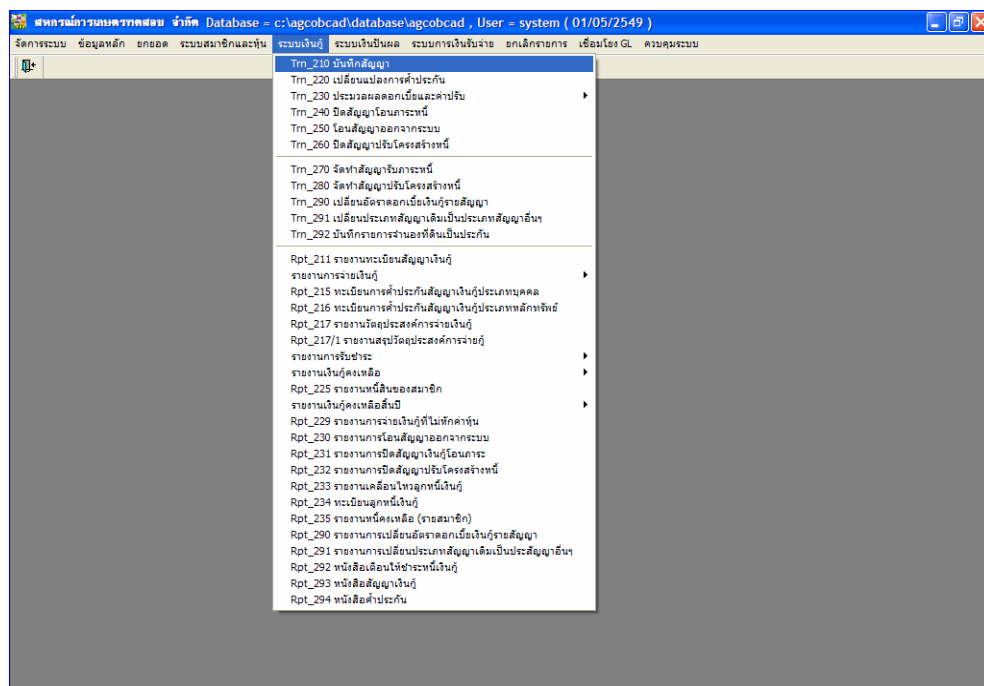 สหกรณ์การเกษตรทดสอบ จำกัด Database = c:\agcobcad\database\agcobcad , User = system ( 01/05/2549 )
จัดการระบบ ข้อมูลหลัก ยกยอด ระบบสมาชิกและหุ้น ระบบเงินกู้ ระบบเงินปันผล ระบบการเงินรับจ่าย ยกเลิกรายการ เชื่อมโยง GL ควบคุมระบบ
Trn_210 บันทึกสัญญา
Trn_220 เปลี่ยนแปลงการค้ำประกัน
Trn_230 ประมวลผลดอกเบี้ยและค่าปรับ
Trn_240 ปิดสัญญาโอนภาระหนี้
Trn_250 โอนสัญญาออกจากระบบ
Trn_260 ปิดสัญญาปรับโครงสร้างหนี้
Trn_270 จัดทำสัญญารับภาระหนี้
Trn_280 จัดทำสัญญาปรับโครงสร้างหนี้
Trn_290 เปลี่ยนอัตราดอกเบี้ยเงินกู้รายสัญญา
Trn_291 เปลี่ยนประเภทสัญญาเดิมเป็นประเภทสัญญาอื่นๆ
Trn_292 บันทึกรายการจำนองที่ดินเป็นประกัน
Rpt_211 รายงานทะเบียนสัญญาเงินกู้
รายงานการจ่ายเงินกู้
Rpt_215 ทะเบียนการค้ำประกันสัญญาเงินกู้ประเภทบุคคล
Rpt_216 ทะเบียนการค้ำประกันสัญญาเงินกู้ประเภทหลักทรัพย์
Rpt_217 รายงานวัตถุประสงค์การจ่ายเงินกู้
Rpt_217/1 รายงานสรุปวัตถุประสงค์การจ่ายกู้
รายงานการรับชำระ
รายงานเงินกู้คงเหลือ
Rpt_225 รายงานหนี้สินของสมาชิก
รายงานเงินกู้คงเหลือสิ้นปี
Rpt_229 รายงานการจ่ายเงินกู้ที่ไม่หักค่าหุ้น
Rpt_230 รายงานการโอนสัญญาออกจากระบบ
Rpt_231 รายงานการปิดสัญญาเงินกู้โอนภาระ
Rpt_232 รายงานการปิดสัญญาปรับโครงสร้างหนี้
Rpt_233 รายงานเคลื่อนไหวลูกหนี้เงินกู้
Rpt_234 ทะเบียนลูกหนี้เงินกู้
Rpt_235 รายงานหนี้คงเหลือ (รายสมาชิก)
Rpt_290 รายงานการเปลี่ยนอัตราดอกเบี้ยเงินกู้รายสัญญา
Rpt_291 รายงานการเปลี่ยนประเภทสัญญาเดิมเป็นประสัญญาอื่นๆ
Rpt_292 หนังสือเตือนให้ชำระหนี้เงินกู้
Rpt_293 หนังสือสัญญาเงินกู้
Rpt_294 หนังสือค้ำประกัน